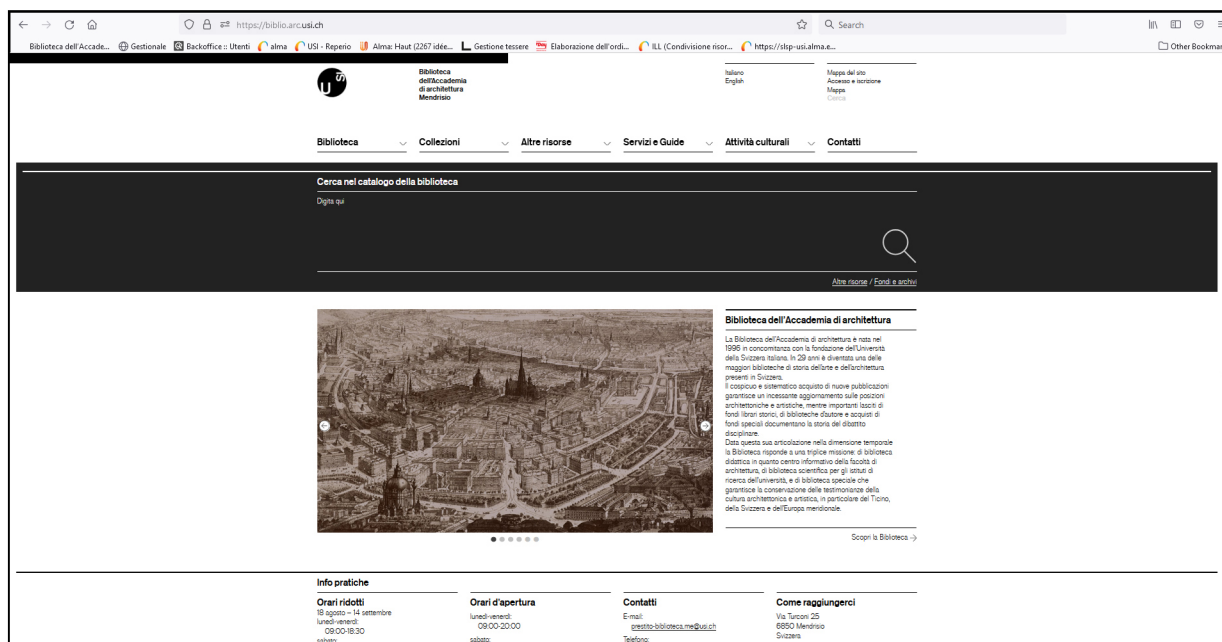 https://biblio.arc.usi.ch
Search
Biblioteca dell'Accade...
Gestionale
Backoffice :: Utenti
alma
USI - Reperio
Alma: Haut (2267 idée...
Gestione tessere
Elaborazione dell'ordi...
ILL (Condivisione risor...
https://slsp-usi.alma.e...
Other Bookmar
USI
Biblioteca
dell'Accademia
di architettura
Mendrisio
Italiano
English
Mappa del sito
Accesso e iscrizione
Mappa
Cerca
Biblioteca
Collezioni
Altre risorse
Servizi e Guide
Attività culturali
Contatti
Cerca nel catalogo della biblioteca
Digita qui
Altre risorse / Fondi e archivi
Biblioteca dell'Accademia di architettura
La Biblioteca dell'Accademia di architettura è nata nel
1996 in concomitanza con la fondazione dell'Università
della Svizzera italiana. In 29 anni è diventata una delle
maggiori biblioteche di storia dell'arte e dell'architettura
presenti in Svizzera.
Il cospicuo e sistematico acquisto di nuove pubblicazioni
garantisce un incessante aggiornamento sulle posizioni
architettoniche e artistiche, mentre importanti lasciti di
fondi librari storici, di biblioteche d'autore e acquisti di
fondi speciali documentano la storia del dibattito
disciplinare.
Data questa sua articolazione nella dimensione temporale
la Biblioteca risponde a una triplice missione: di biblioteca
didattica in quanto centro informativo della facoltà di
architettura, di biblioteca scientifica per gli istituti di
ricerca dell'università, e di biblioteca speciale che
garantisce la conservazione delle testimonianze della
cultura architettonica e artistica, in particolare del Ticino,
della Svizzera e dell'Europa meridionale.
Scopri la Biblioteca
Info pratiche
Orari ridotti
18 agosto – 14 settembre
lunedì-venerdì:
09:00-18:30
sabato:
Orari d'apertura
lunedì-venerdì:
09:00-20:00
sabato:
Contatti
E-mail:
prestito-biblioteca.me@usi.ch
Telefono:
Come raggiungerci
Via Turconi 25
6850 Mendrisio
Svizzera